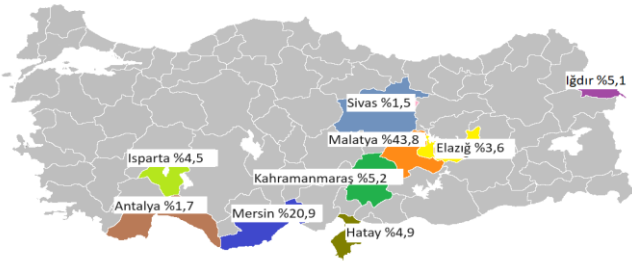 Iğdır %5,1
Sivas %1,5
Malatya %43,8
Elazığ %3,6
Isparta %4,5
Kahramanmaraş %5,2
Antalya %1,7
Mersin %20,9
Hatay %4,9